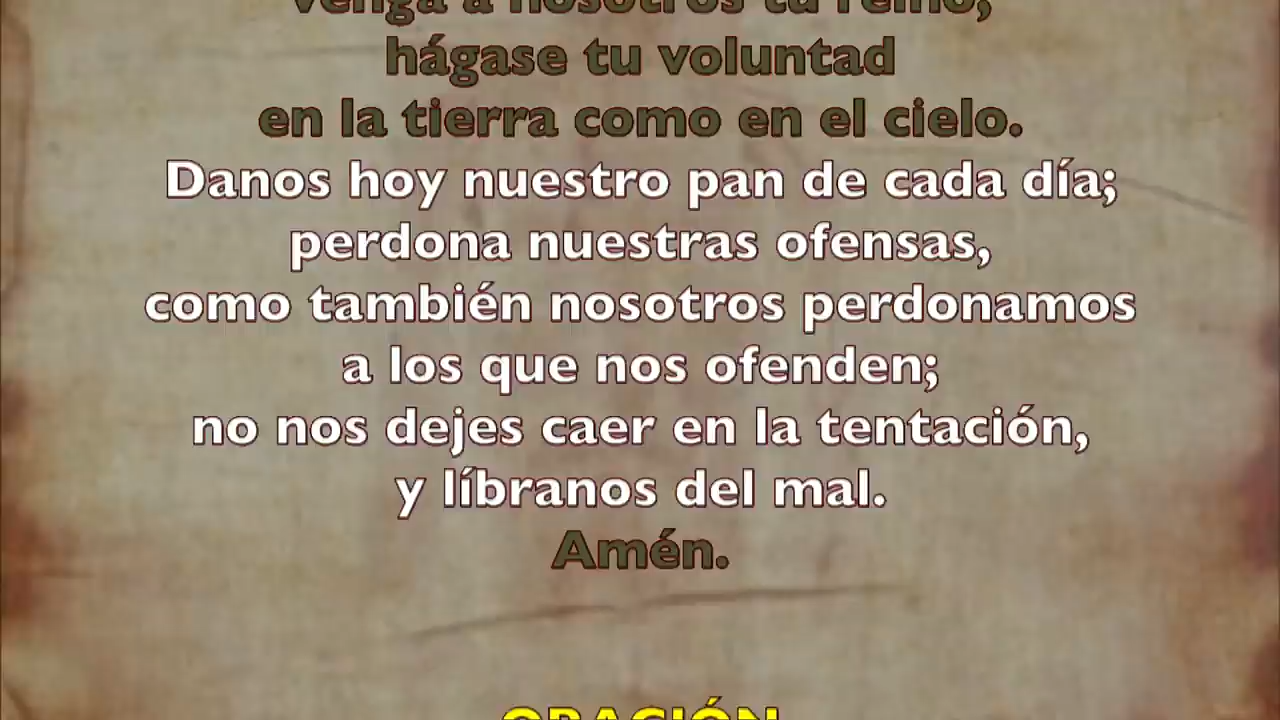 venga a nosotros tu reino,
hágase tu voluntad
en la tierra como en el cielo.
Danos hoy nuestro pan de cada día;
perdona nuestras ofensas,
como también nosotros perdonamos
a los que nos ofenden;
no nos dejes caer en la tentación,
y líbranos del mal.
Amén.
ORACIÓN